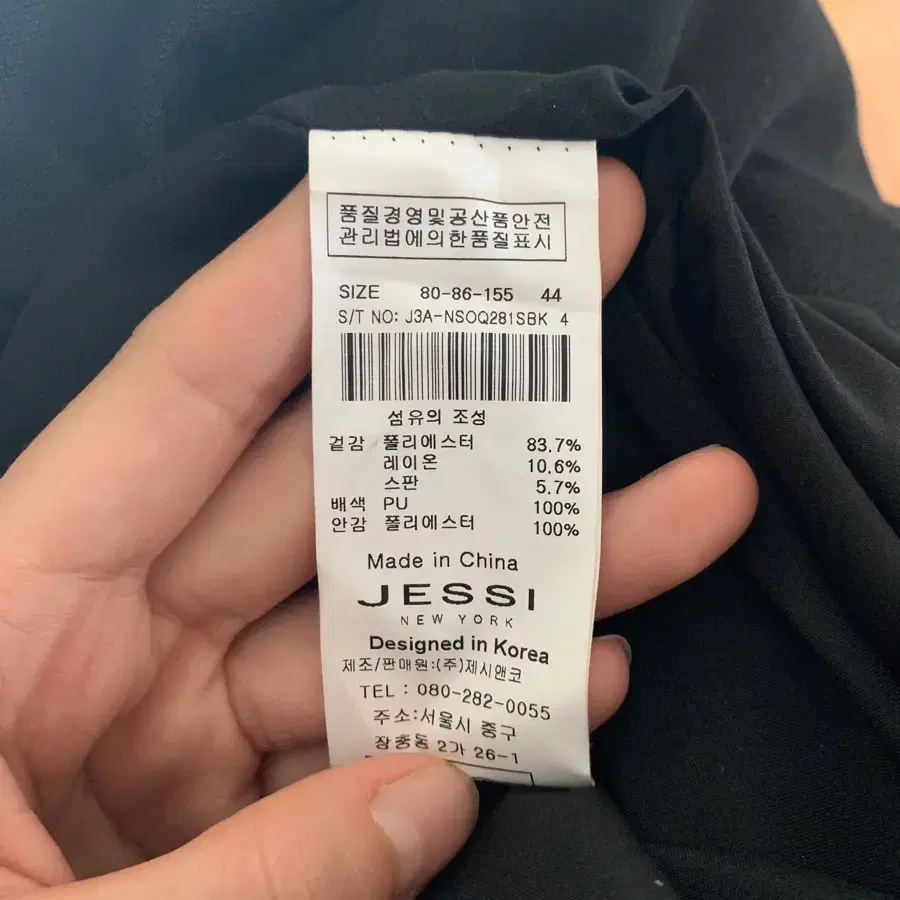 품질경영및공산품안전
관리법에의한품질표시
SIZE 80-86-155 44
S/T NO: J3A-NSOQ281SBK 4
섬유의 조성
겉감 폴리에스터 83.7%
레이온 10.6%
스판 5.7%
배색 PU 100%
안감 폴리에스터 100%
Made in China
JESSI
NEW YORK
Designed in Korea
제조/판매원:(주)제시앤코
TEL : 080-282-0055
주소:서울시 중구
장충동 2가 26-1